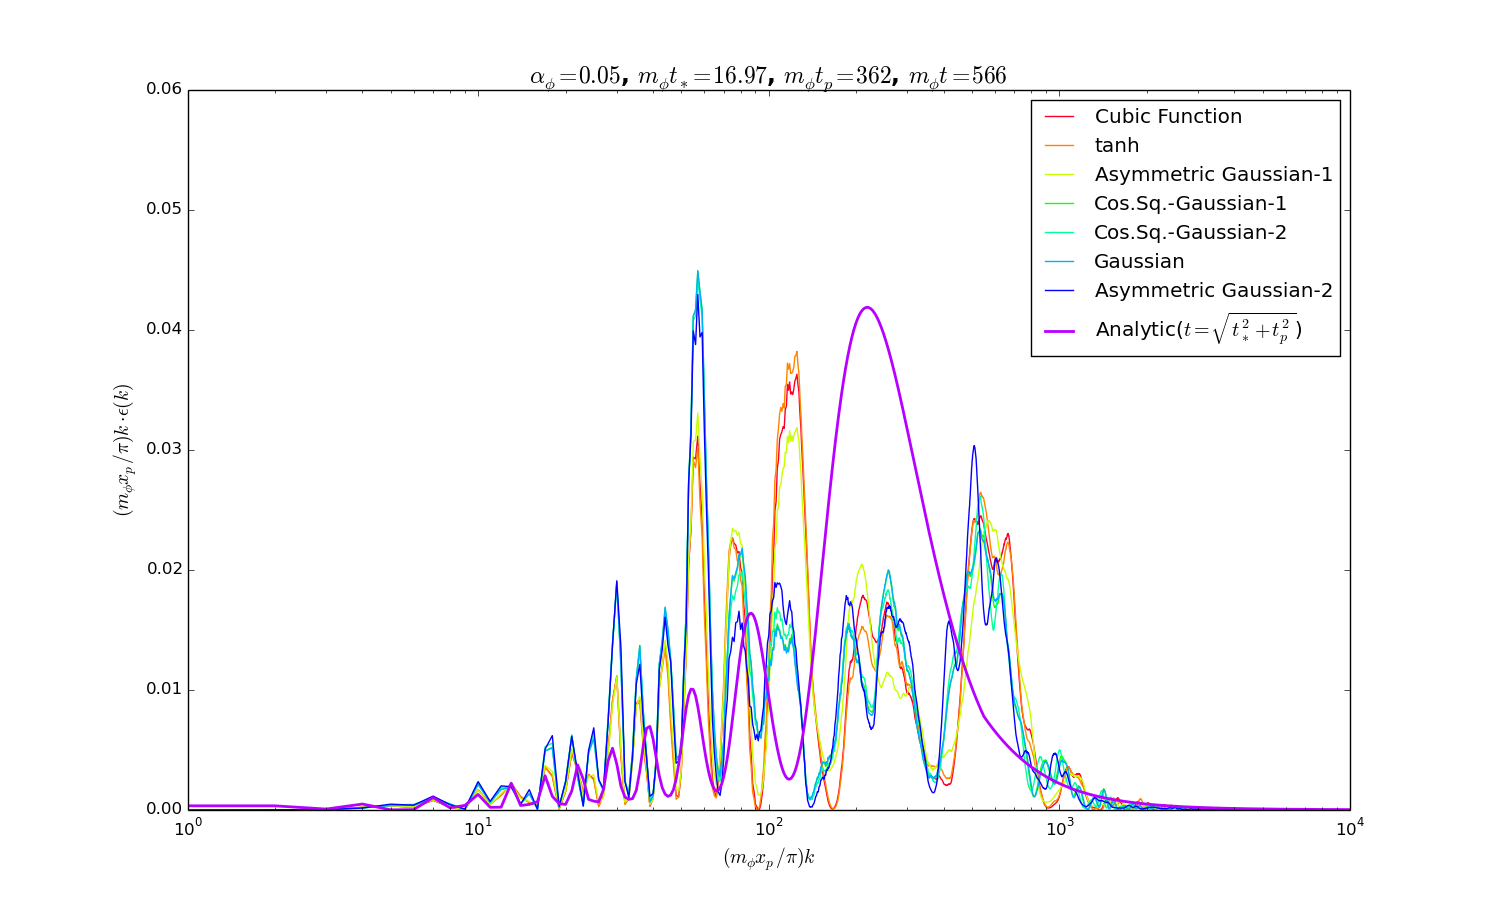 α_ϕ=0.05, m_ϕt_*=16.97, m_ϕt_p=362, m_ϕt=566
0.06
0.05
0.04
0.03
0.02
0.01
0.00
(m_ϕx_p/π)k·ϵ(k)
Cubic Function
tanh
Asymmetric Gaussian-1
Cos.Sq.-Gaussian-1
Cos.Sq.-Gaussian-2
Gaussian
Asymmetric Gaussian-2
Analytic(t=√(t_*^2+t_p^2))
10^0 10^1 10^2 10^3 10^4
(m_ϕx_p/π)k